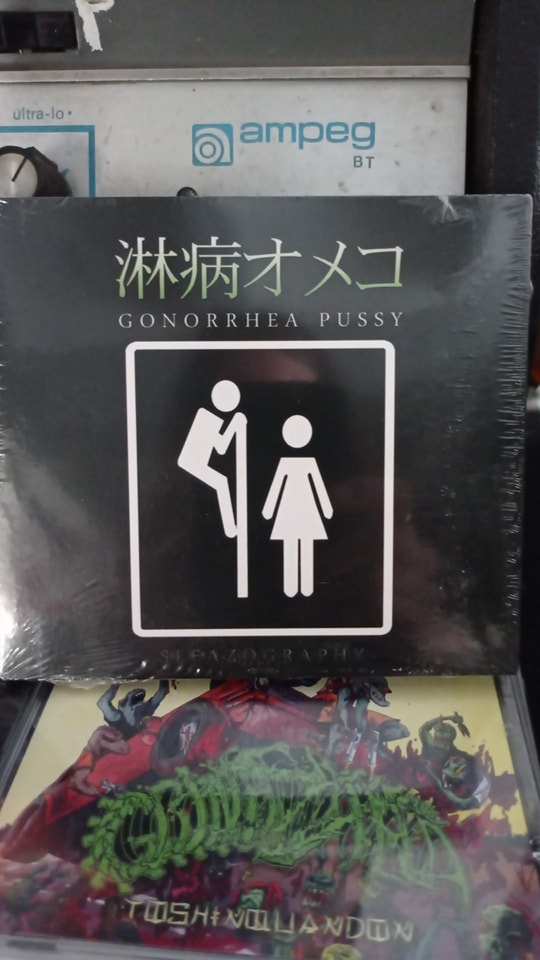 ultra-lo
ampeg
BT
淋病オメコ
GONORRHEA PUSSY
SLEAZOGRAPHY